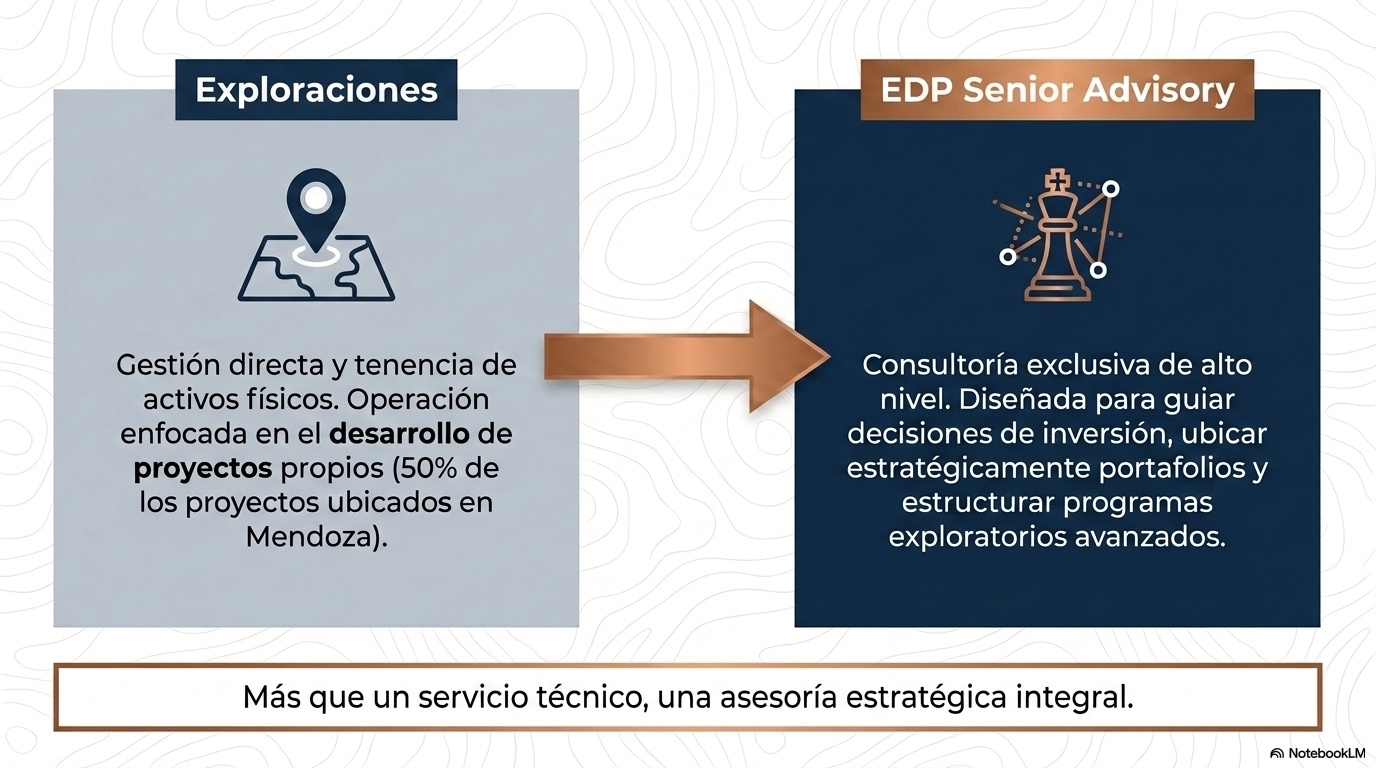 Exploraciones
Gestión directa y tenencia de
activos físicos. Operación
enfocada en el desarrollo de
proyectos propios (50% de
los proyectos ubicados en
Mendoza).
EDP Senior Advisory
Consultoría exclusiva de alto
nivel. Diseñada para guiar
decisiones de inversión, ubicar
estratégicamente portafolios y
estructurar programas
exploratorios avanzados.
Más que un servicio técnico, una asesoría estratégica integral.
NotebookLM